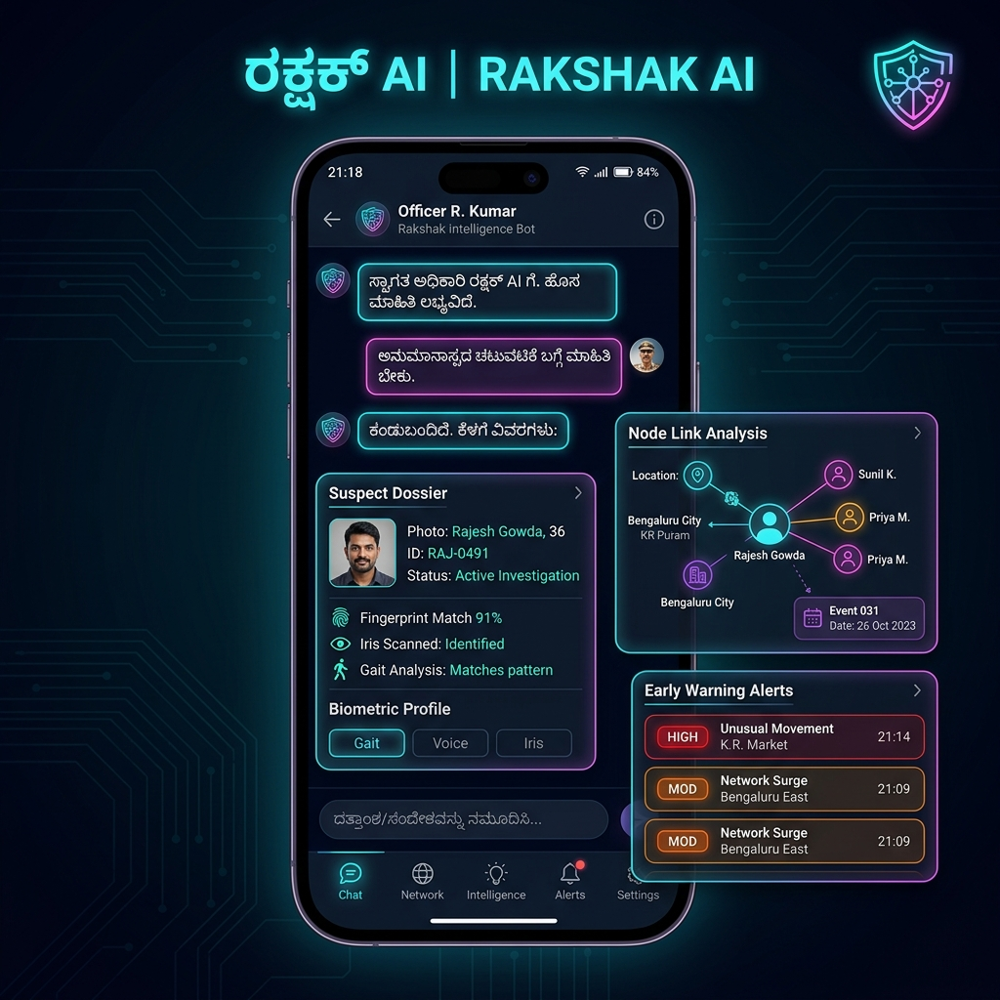 ರಕ್ಷಕ್ AI | RAKSHAK AI
21:18
84%
Officer R. Kumar
Rakshak intelligence Bot
ಸ್ವಾಗತ ಅಧಿಕಾರಿ ರಕ್ಷಕ್ AI ಗೆ. ಹೊಸ
ಮಾಹಿತಿ ಲಭ್ಯವಿದೆ.
ಅನುಮಾನಾಸ್ಪದ ಚಟುವಟಿಕೆ ಬಗ್ಗೆ ಮಾಹಿತಿ
ಬೇಕು.
ಕಂಡುಬಂದಿದೆ. ಕೆಳಗೆ ವಿವರಗಳು:
Suspect Dossier
Photo: Rajesh Gowda, 36
ID: RAJ-0491
Status: Active Investigation
Fingerprint Match 91%
Iris Scanned: Identified
Gait Analysis: Matches pattern
Biometric Profile
Gait
Voice
Iris
Node Link Analysis
Location:
Sunil K.
Bengaluru City
KR Puram
Priya M.
Rajesh Gowda
Priya M.
Bengaluru City
Event 031
Date: 26 Oct 2023
Early Warning Alerts
HIGH
Unusual Movement
K.R. Market
21:14
MOD
Network Surge
Bengaluru East
21:09
MOD
Network Surge
Bengaluru East
21:09
ನಮೂದಿಸಿ...
Chat
Network
Intelligence
Alerts
Settings